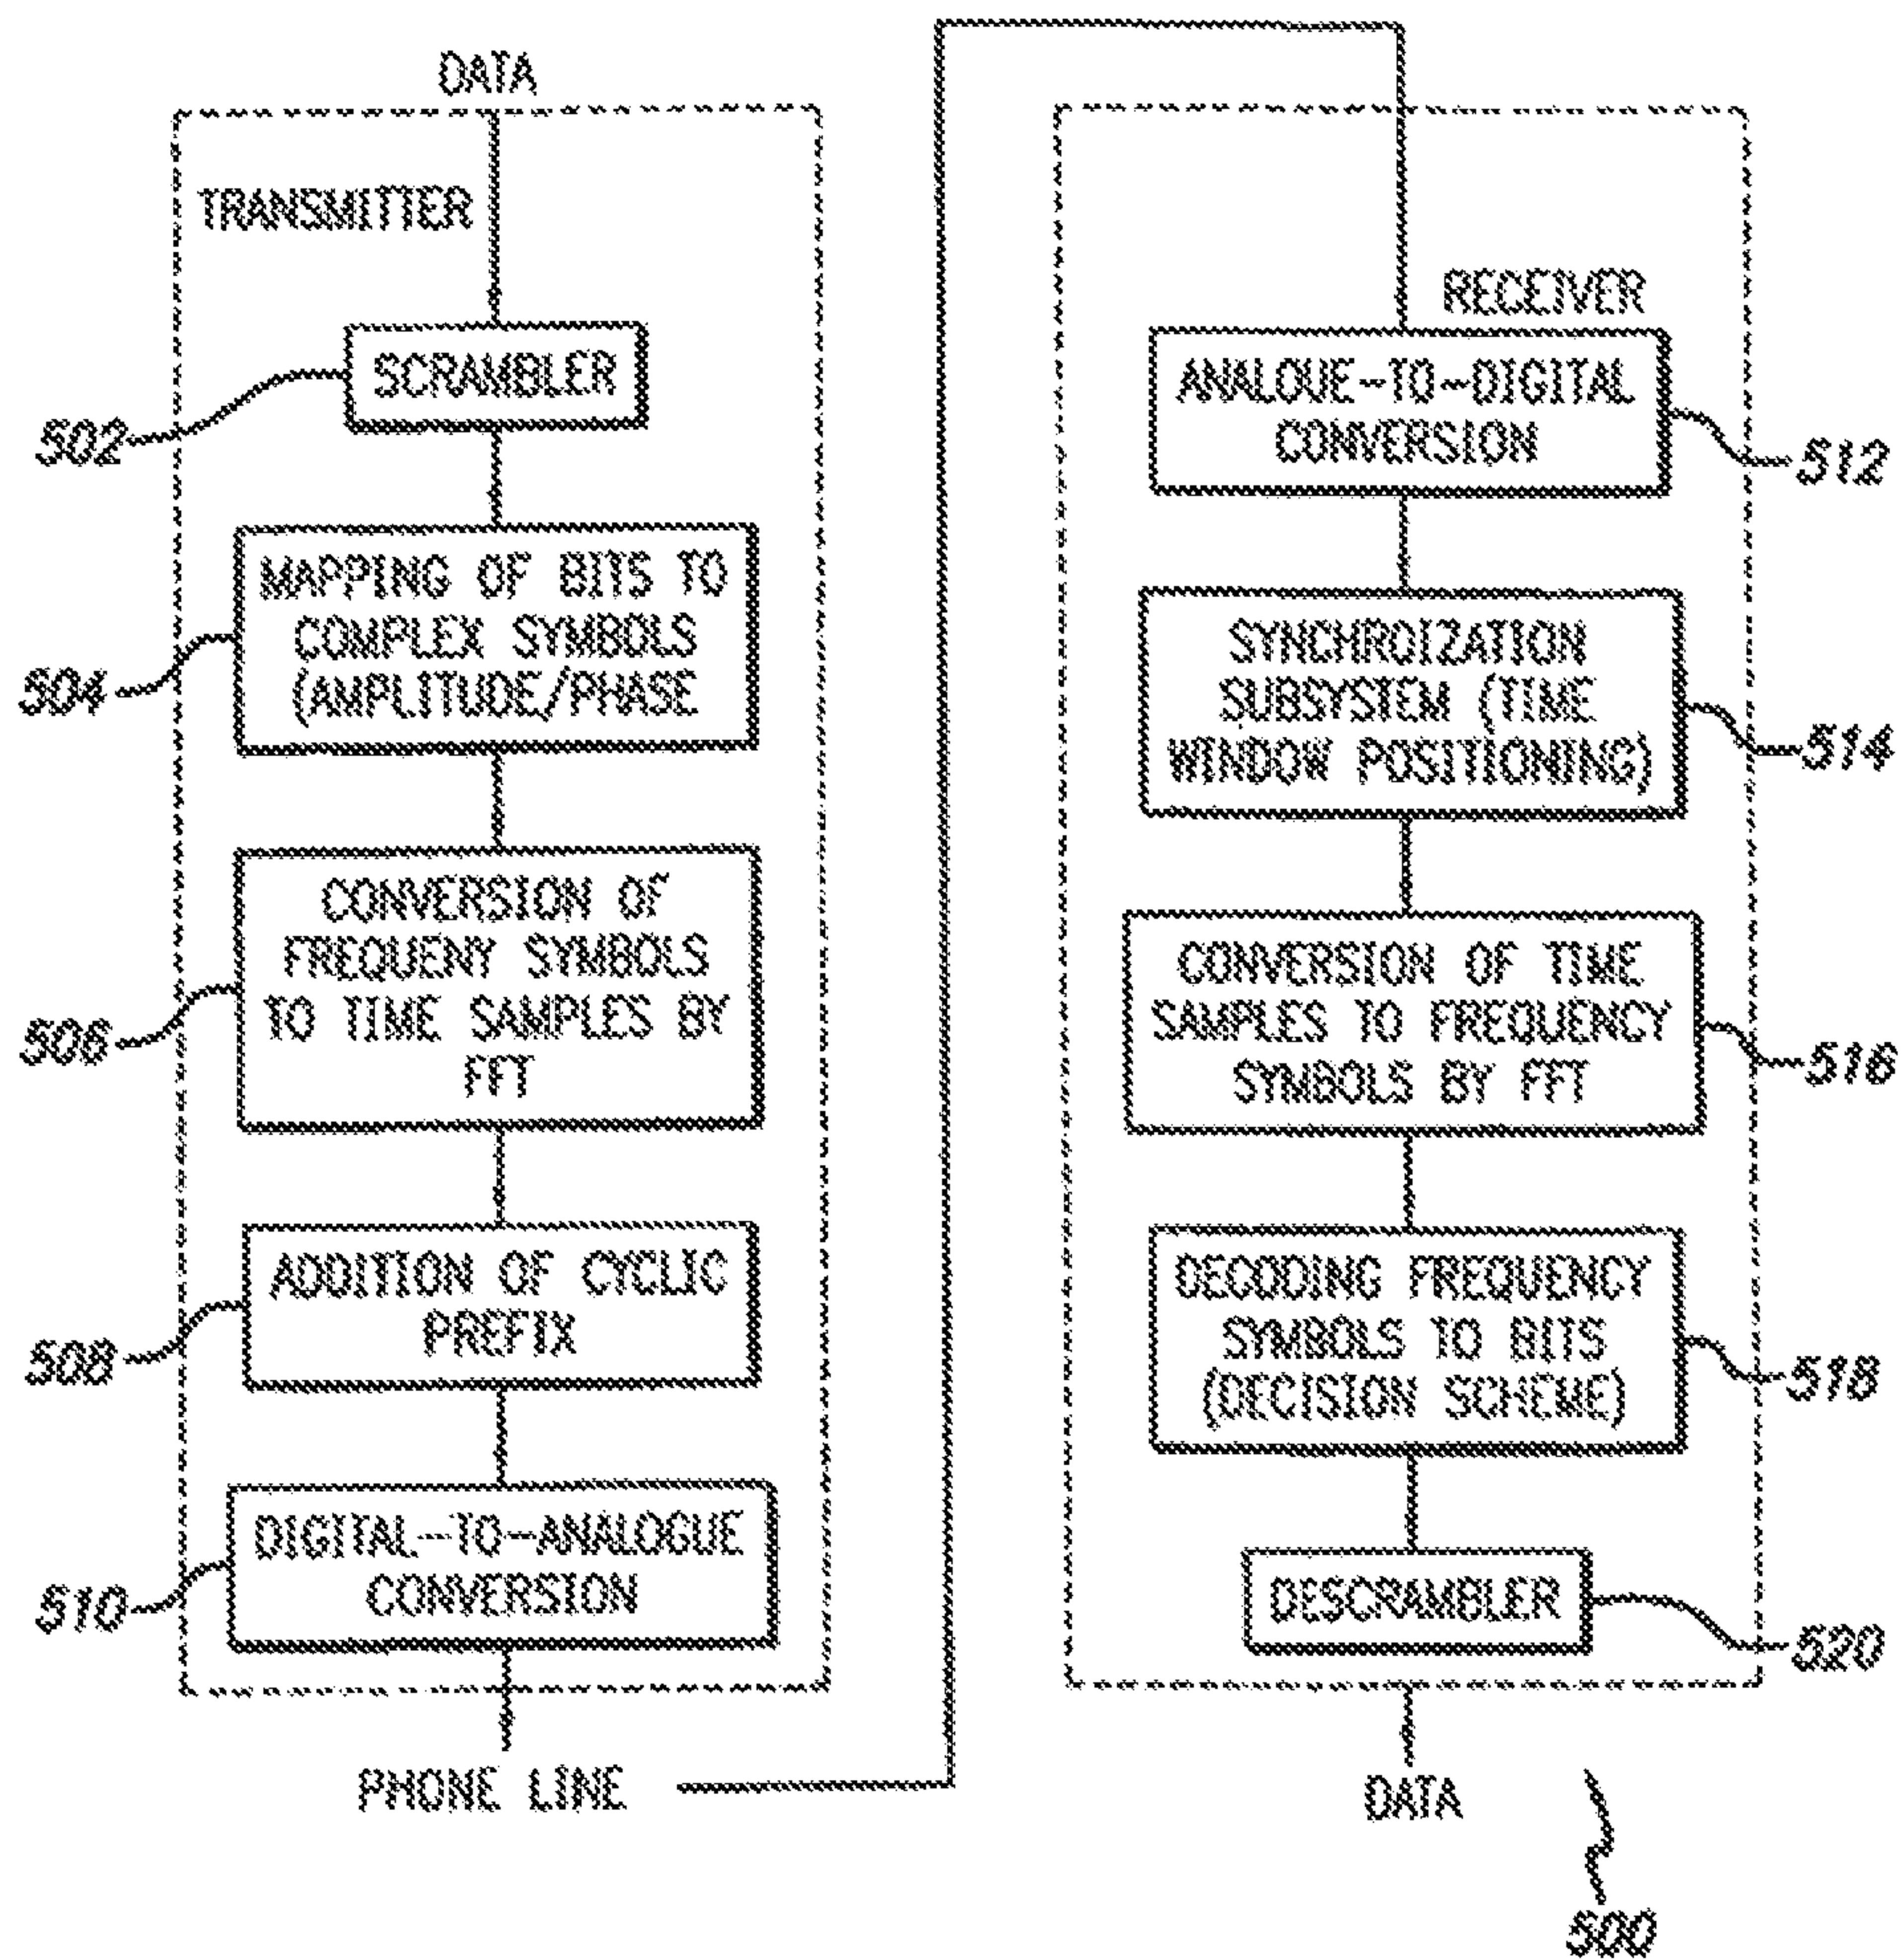 DATA
TRANSMITTER
SCRAMBLER
502
MAPPING OF BITS TO
COMPLEX SYMBOLS
(AMPLITUDE/PHASE
504
CONVERSION OF
FREQUENY SYMBOLS
TO TIME SAMPLES BY
FFT
506
ADDITION OF CYCLIC
PREFIX
508
DIGITAL-TO-ANALOGUE
CONVERSION
510
PHONE LINE
RECEIVER
ANALOUE-TO-DIGITAL
CONVERSION
512
SYNCHROIZATION
SUBSYSTEM (TIME
WINDOW POSITIONING)
514
CONVERSION OF TIME
SAMPLES TO FREQUENCY
SYMBOLS BY FFT
516
DECODING FREQUENCY
SYMBOLS TO BITS
(DECISION SCHEME)
518
DESCRAMBLER
520
DATA
500